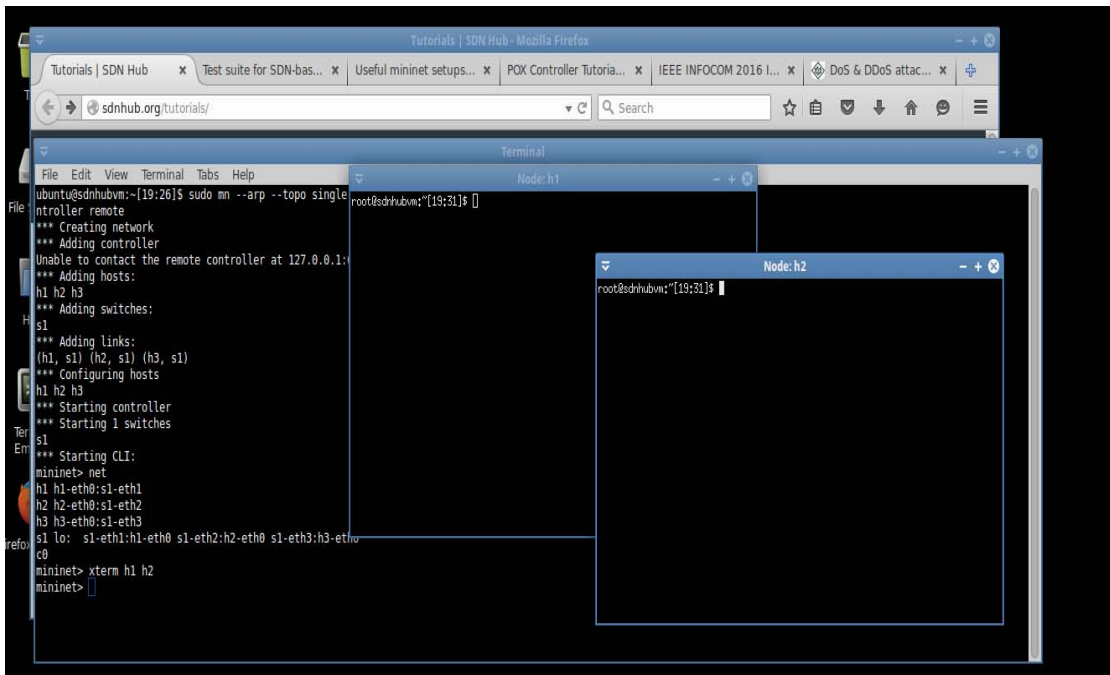 Tutorials | SDN Hub - Mozilla Firefox
Tutorials | SDN Hub
Test suite for SDN-bas...
Useful mininet setups...
POX Controller Tutoria...
IEEE INFOCOM 2016 I...
DoS & DDoS attac...
sdnhub.org/tutorials/
Search
Terminal
File Edit View Terminal Tabs Help
ubuntu@sdnhubvm:~[19:26]$ sudo mn --arp --topo single
ntroller remote
*** Creating network
*** Adding controller
Unable to contact the remote controller at 127.0.0.1:
*** Adding hosts:
h1 h2 h3
*** Adding switches:
s1
*** Adding links:
(h1, s1) (h2, s1) (h3, s1)
*** Configuring hosts
h1 h2 h3
*** Starting controller
*** Starting 1 switches
s1
*** Starting CLI:
mininet> net
h1 h1-eth0:s1-eth1
h2 h2-eth0:s1-eth2
h3 h3-eth0:s1-eth3
s1 lo: s1-eth1:h1-eth0 s1-eth2:h2-eth0 s1-eth3:h3-eth0
c0
mininet> xterm h1 h2
mininet>
Node: h1
root@sdnhubvm:~[19:31]$
Node: h2
root@sdnhubvm:~[19:31]$
File
Ter
Em
irefox